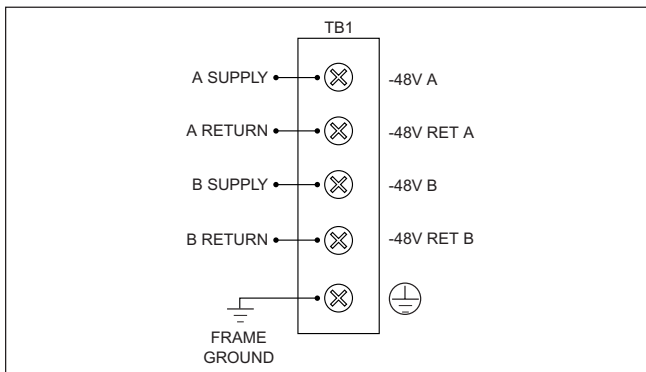 TB1
A SUPPLY -48V A
A RETURN -48V RET A
B SUPPLY -48V B
B RETURN -48V RET B
FRAME
GROUND